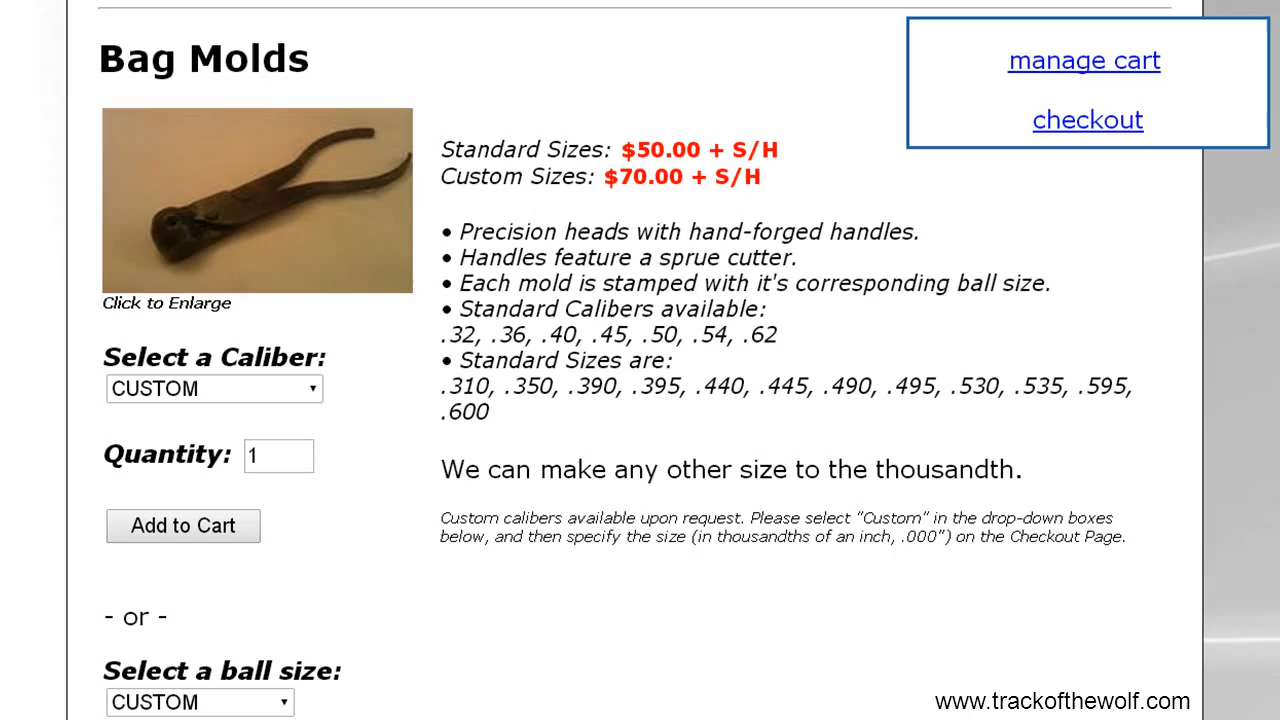 Bag Molds
manage cart
checkout
Standard Sizes: $50.00 + S/H
Custom Sizes: $70.00 + S/H
• Precision heads with hand-forged handles.
• Handles feature a sprue cutter.
• Each mold is stamped with it's corresponding ball size.
• Standard Calibers available:
.32, .36, .40, .45, .50, .54, .62
• Standard Sizes are:
.310, .350, .390, .395, .440, .445, .490, .495, .530, .535, .595,
.600
We can make any other size to the thousandth.
Custom calibers available upon request. Please select "Custom" in the drop-down boxes
below, and then specify the size (in thousandths of an inch, .000") on the Checkout Page.
Click to Enlarge
Select a Caliber:
CUSTOM
Quantity: 1
Add to Cart
- or -
Select a ball size:
CUSTOM
www.trackofthewolf.com